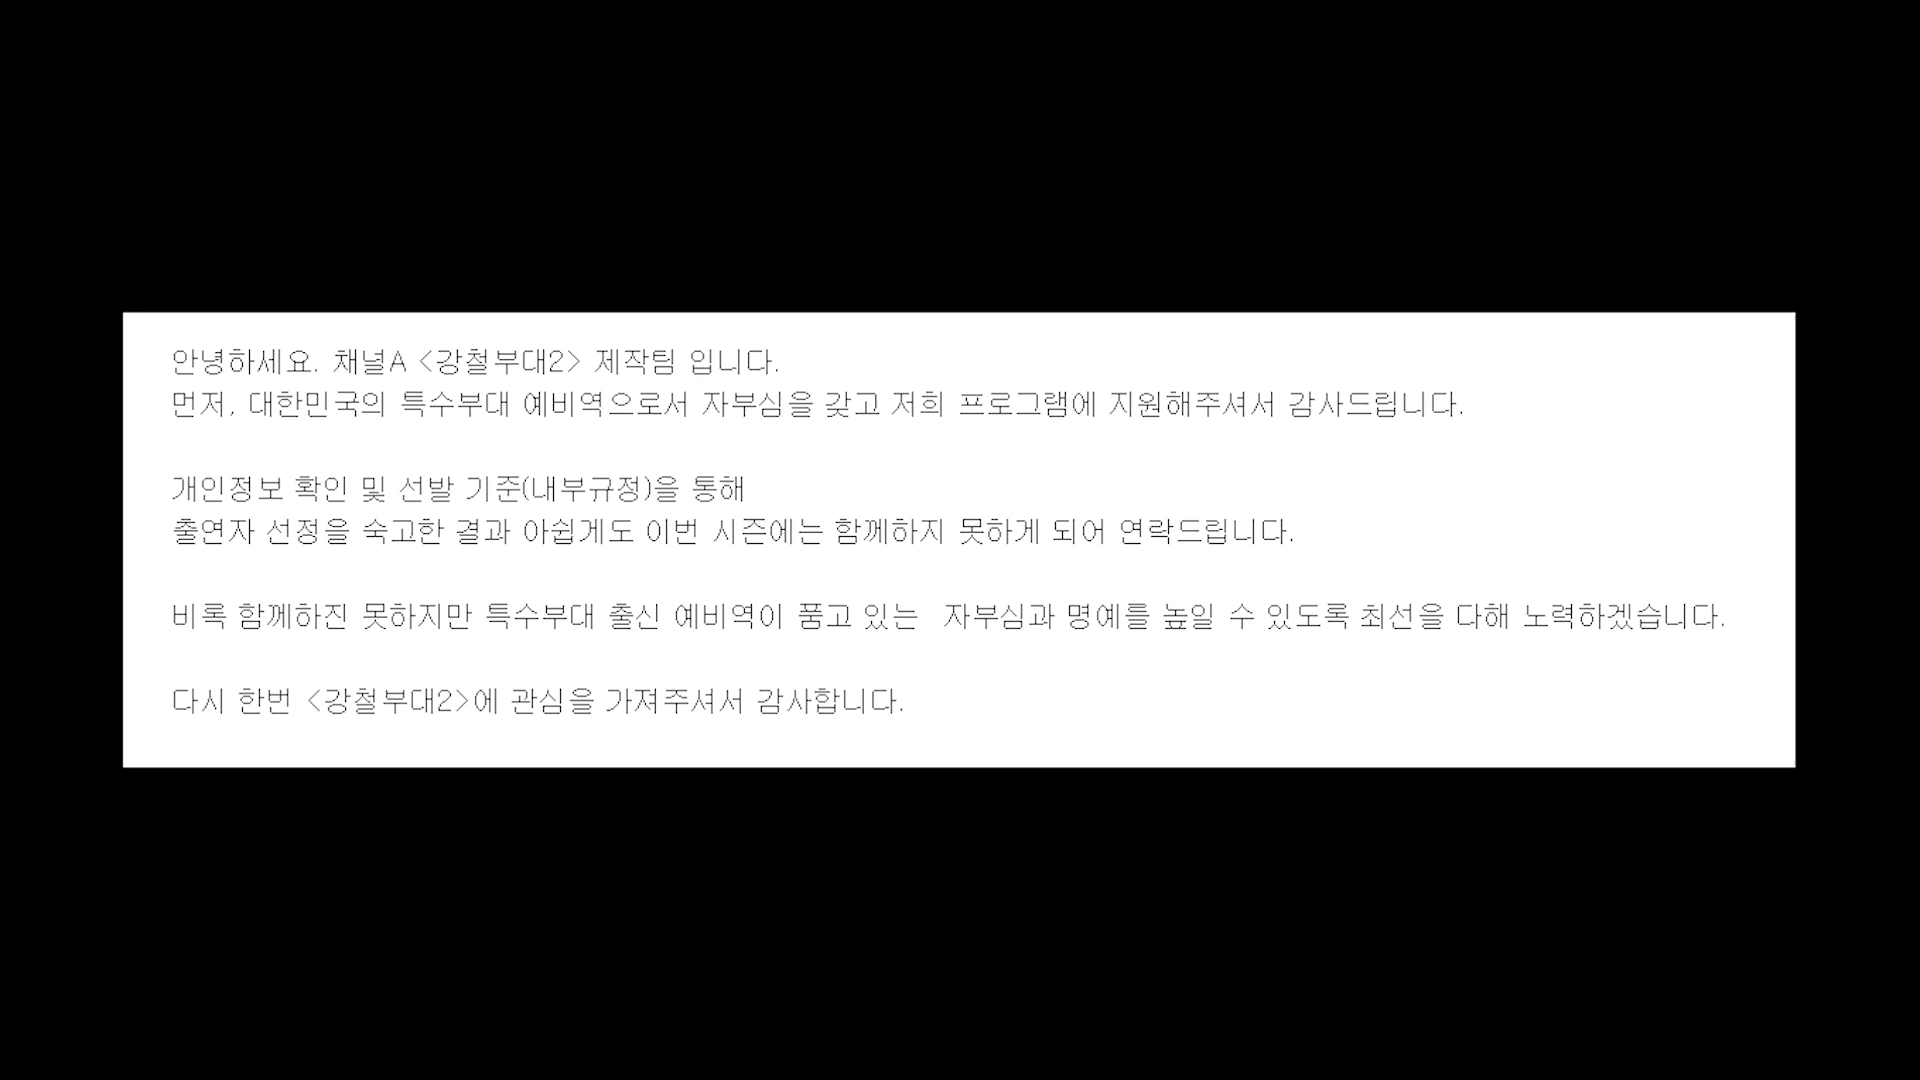 안녕하세요. 채널A <강철부대2> 제작팀 입니다.
먼저, 대한민국의 특수부대 예비역으로서 자부심을 갖고 저희 프로그램에 지원해주셔서 감사드립니다.
개인정보 확인 및 선발 기준(내부규정)을 통해
출연자 선정을 숙고한 결과 아쉽게도 이번 시즌에는 함께하지 못하게 되어 연락드립니다.
비록 함께하진 못하지만 특수부대 출신 예비역이 품고 있는  자부심과 명예를 높일 수 있도록 최선을 다해 노력하겠습니다.
다시 한번 <강철부대2>에 관심을 가져주셔서 감사합니다.